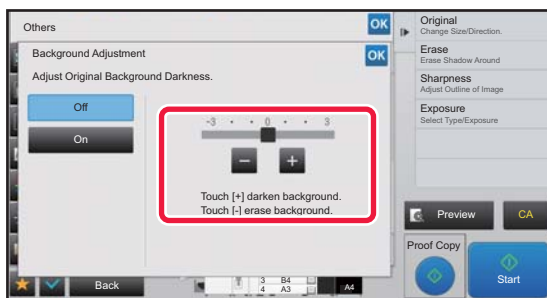 Others
OK
Background Adjustment
OK
Adjust Original Background Darkness.
Off
On
-3 0 3
− +
Touch [+] darken background.
Touch [-] erase background.
Back
3 B4
4 A3
A4
Original
Change Size/Direction.
Erase
Erase Shadow Around
Sharpness
Adjust Outline of Image
Exposure
Select Type/Exposure
Preview
CA
Proof Copy
Start